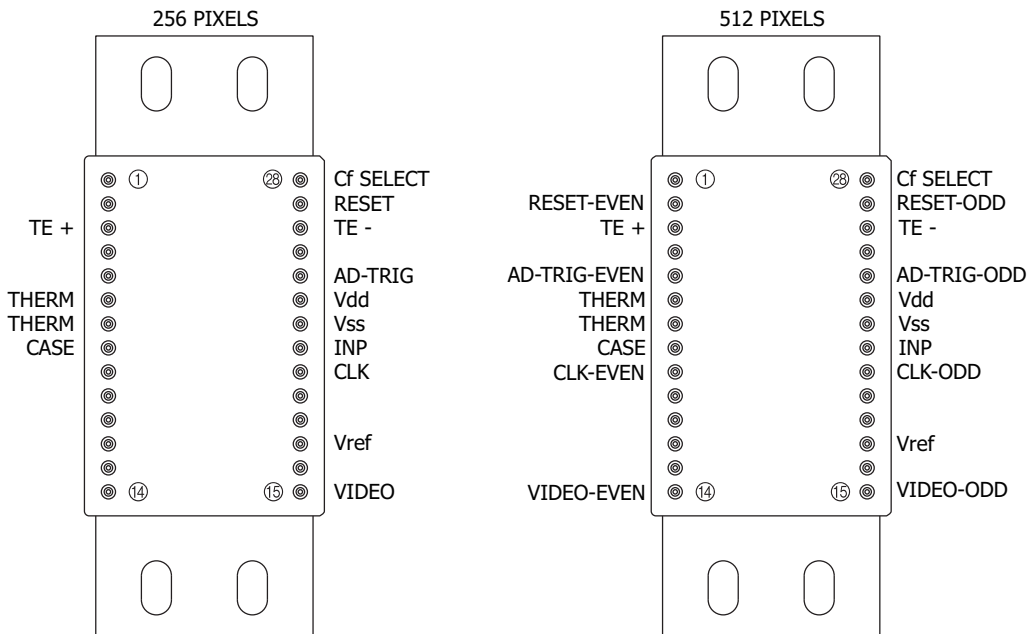 256 PIXELS
① ㉘ Cf SELECT
RESET
TE + TE -
AD-TRIG
THERM Vdd
THERM Vss
CASE INP
CLK
Vref
⑭ ⑮ VIDEO
512 PIXELS
① ㉘ Cf SELECT
RESET-EVEN RESET-ODD
TE + TE -
AD-TRIG-EVEN AD-TRIG-ODD
THERM Vdd
THERM Vss
CASE INP
CLK-EVEN CLK-ODD
Vref
VIDEO-EVEN ⑭ ⑮ VIDEO-ODD